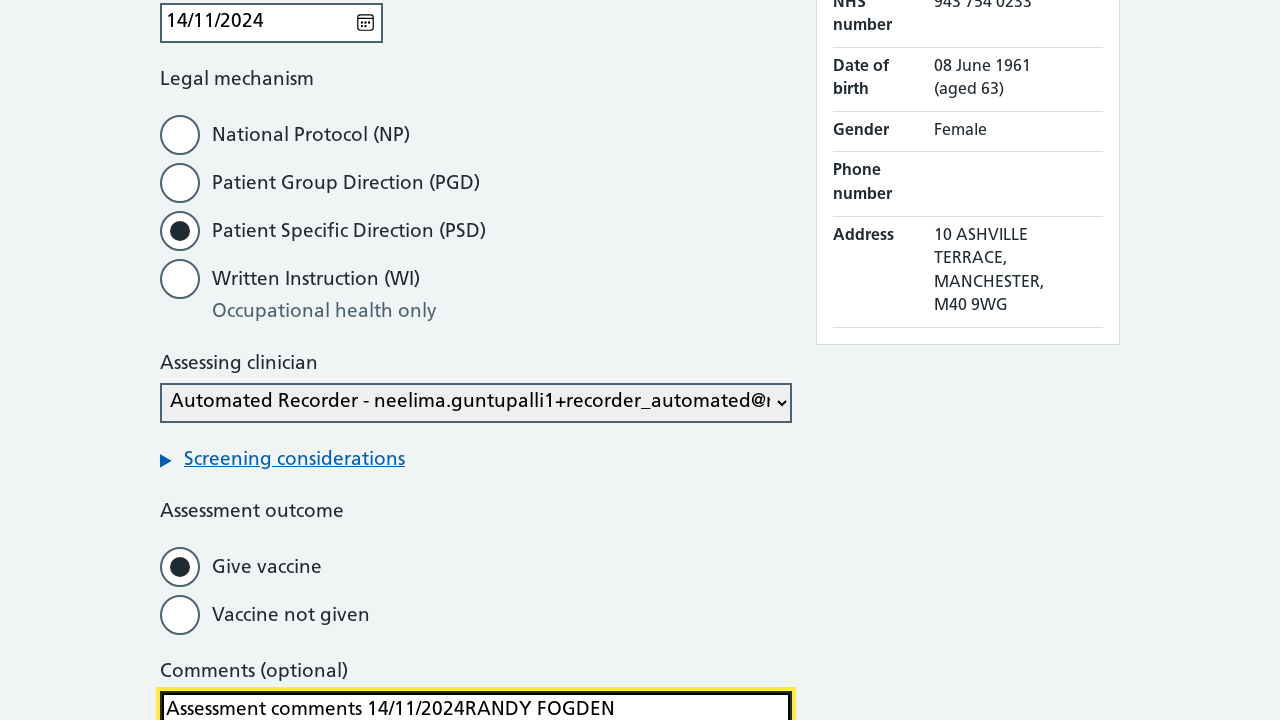 14/11/2024
Legal mechanism
National Protocol (NP)
Patient Group Direction (PGD)
Patient Specific Direction (PSD)
Written Instruction (WI)
Occupational health only
Assessing clinician
Automated Recorder - neelima.guntupalli1+recorder_automated@
Screening considerations
Assessment outcome
Give vaccine
Vaccine not given
Comments (optional)
Assessment comments 14/11/2024RANDY FOGDEN
NHS number 943 754 0233
Date of birth 08 June 1961 (aged 63)
Gender Female
Phone number
Address 10 ASHVILLE
TERRACE,
MANCHESTER,
M40 9WG